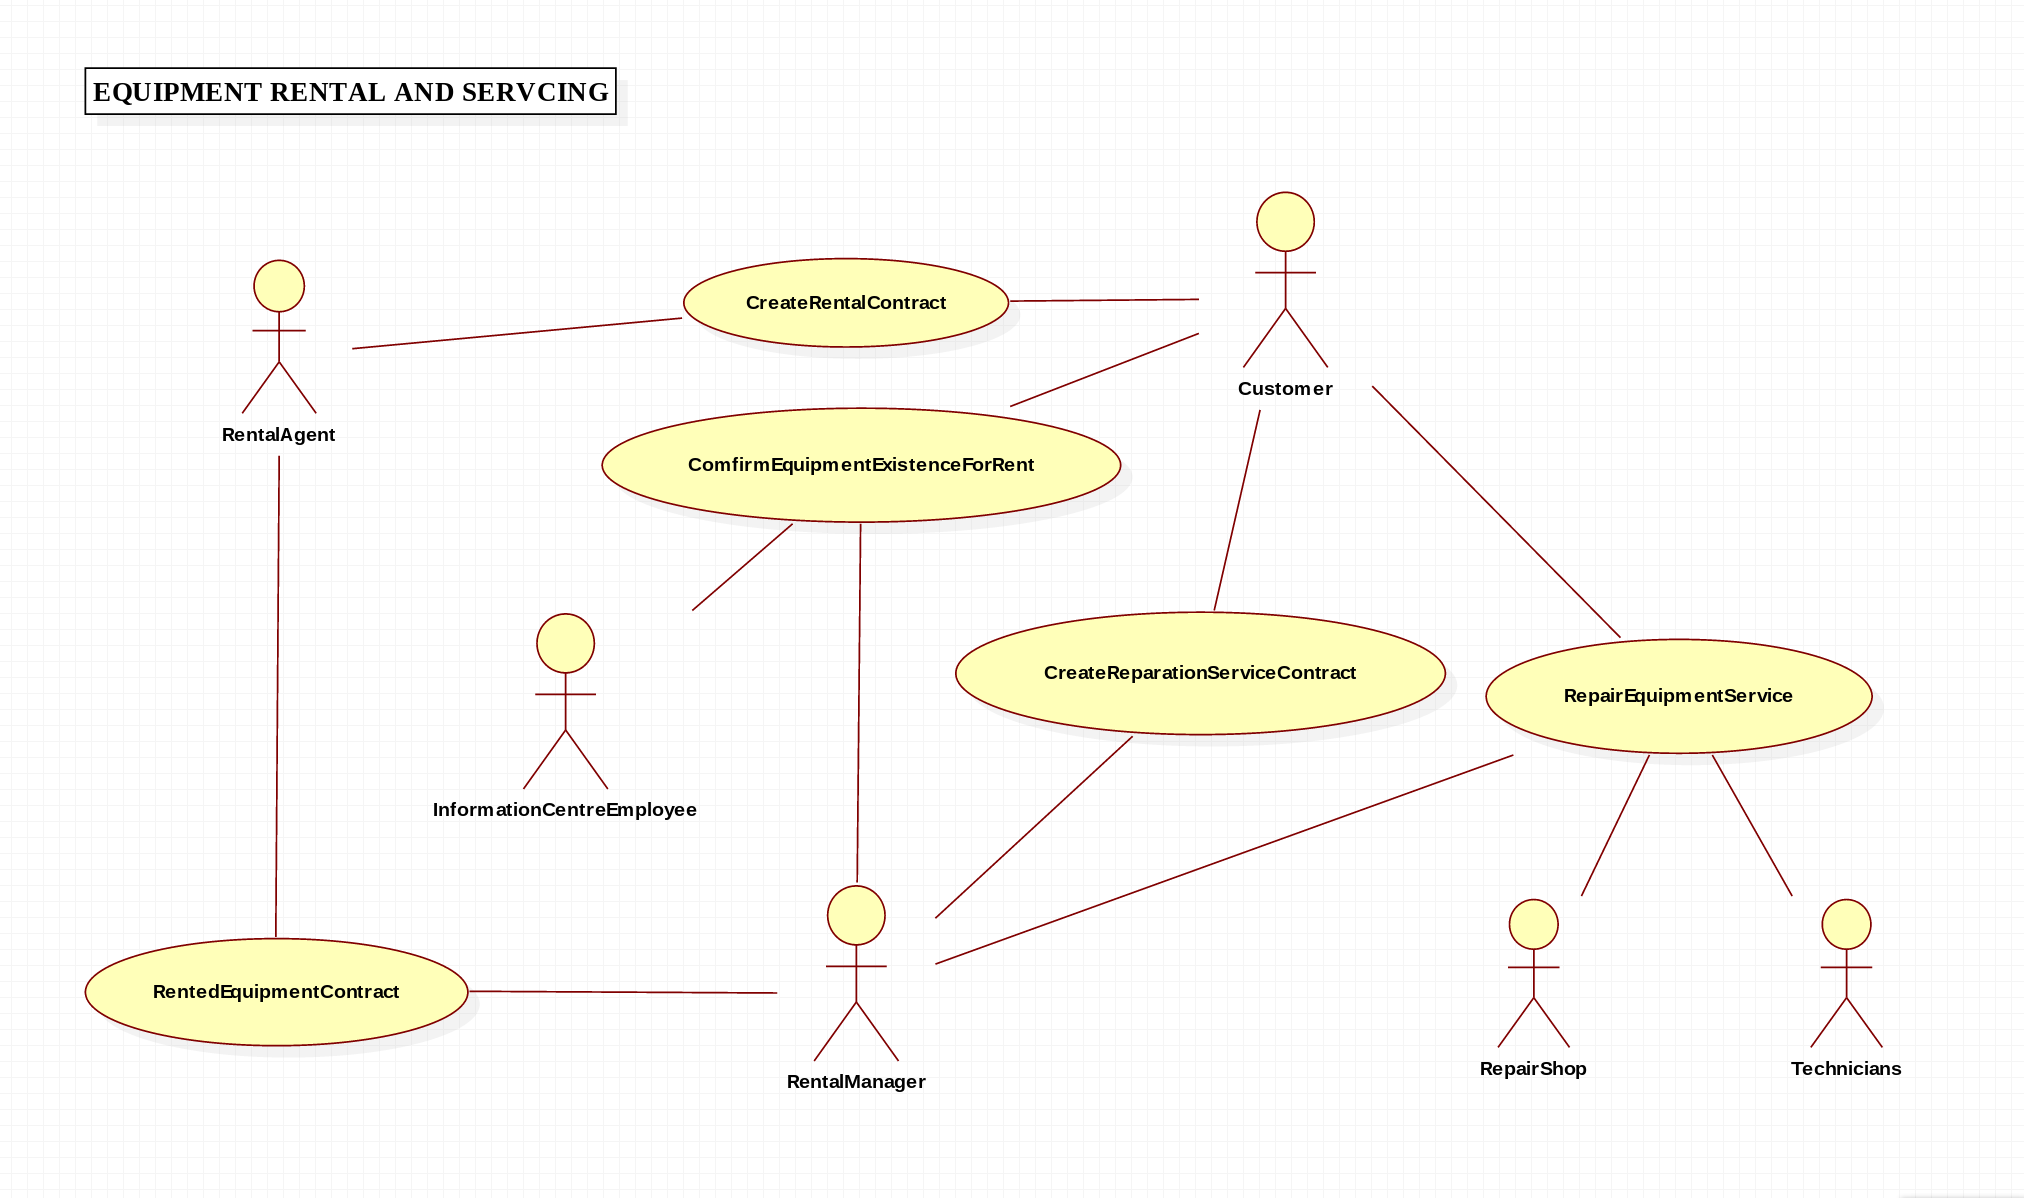 EQUIPMENT RENTAL AND SERVCING
CreateRentalContract
Customer
RentalAgent
ComfirmEquipmentExistenceForRent
CreateReparationServiceContract
RepairEquipmentService
InformationCentreEmployee
RentedEquipmentContract
RentalManager
RepairShop
Technicians